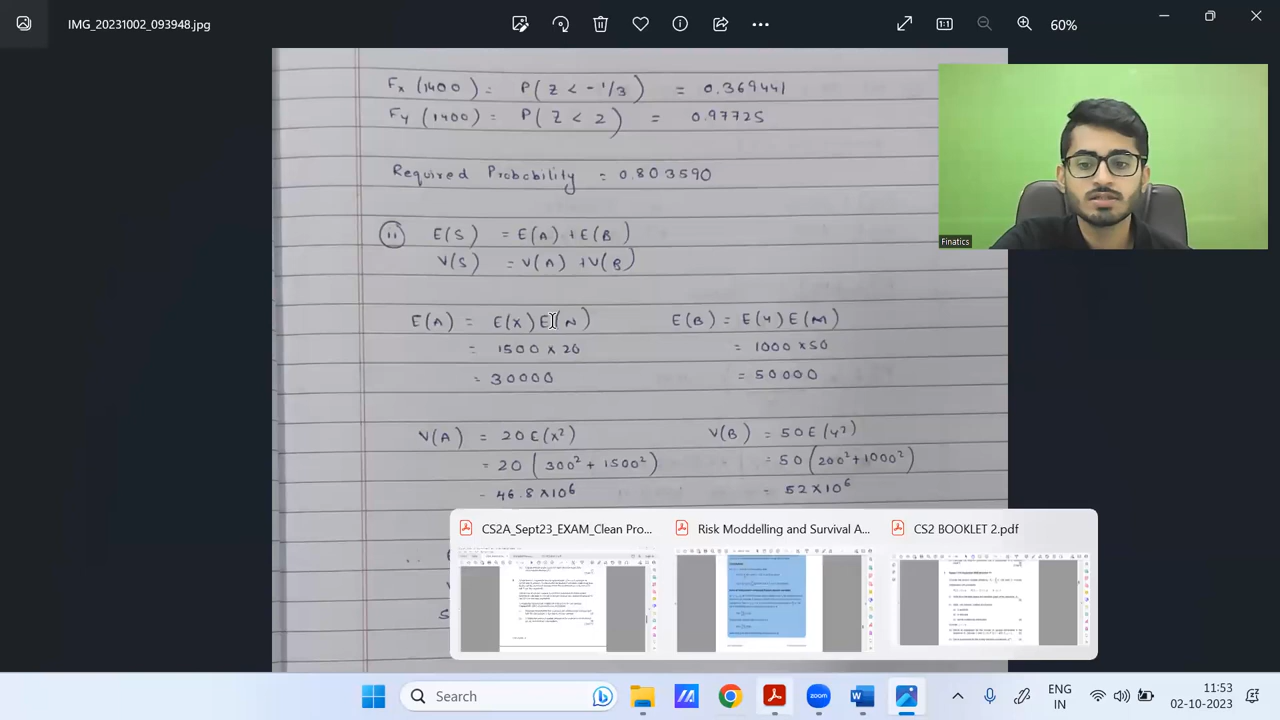 IMG_20231002_093948.jpg
60%
Fx (1400) = P(Z < -1/3) = 0.369441
Fy (1400) = P(Z < 2) = 0.97725
Required Probability = 0.803590
ii E(S) = E(A) + E(B)
V(S) = V(A) + V(B)
E(A) = E(X) E(N) E(B) = E(Y) E(M)
= 1500 × 20 = 1000 × 50
= 30000 = 50000
V(A) = 20 E(X²) V(B) = 50 E(Y²)
= 20 (300² + 1500²) = 50 (200² + 1000²)
= 46.8 × 10⁶ = 52 × 10⁶
Finatics
CS2A_Sept23_EXAM_Clean Pro... Risk Moddelling and Survival A... CS2 BOOKLET 2.pdf
Search
ENG
IN
11:53
02-10-2023